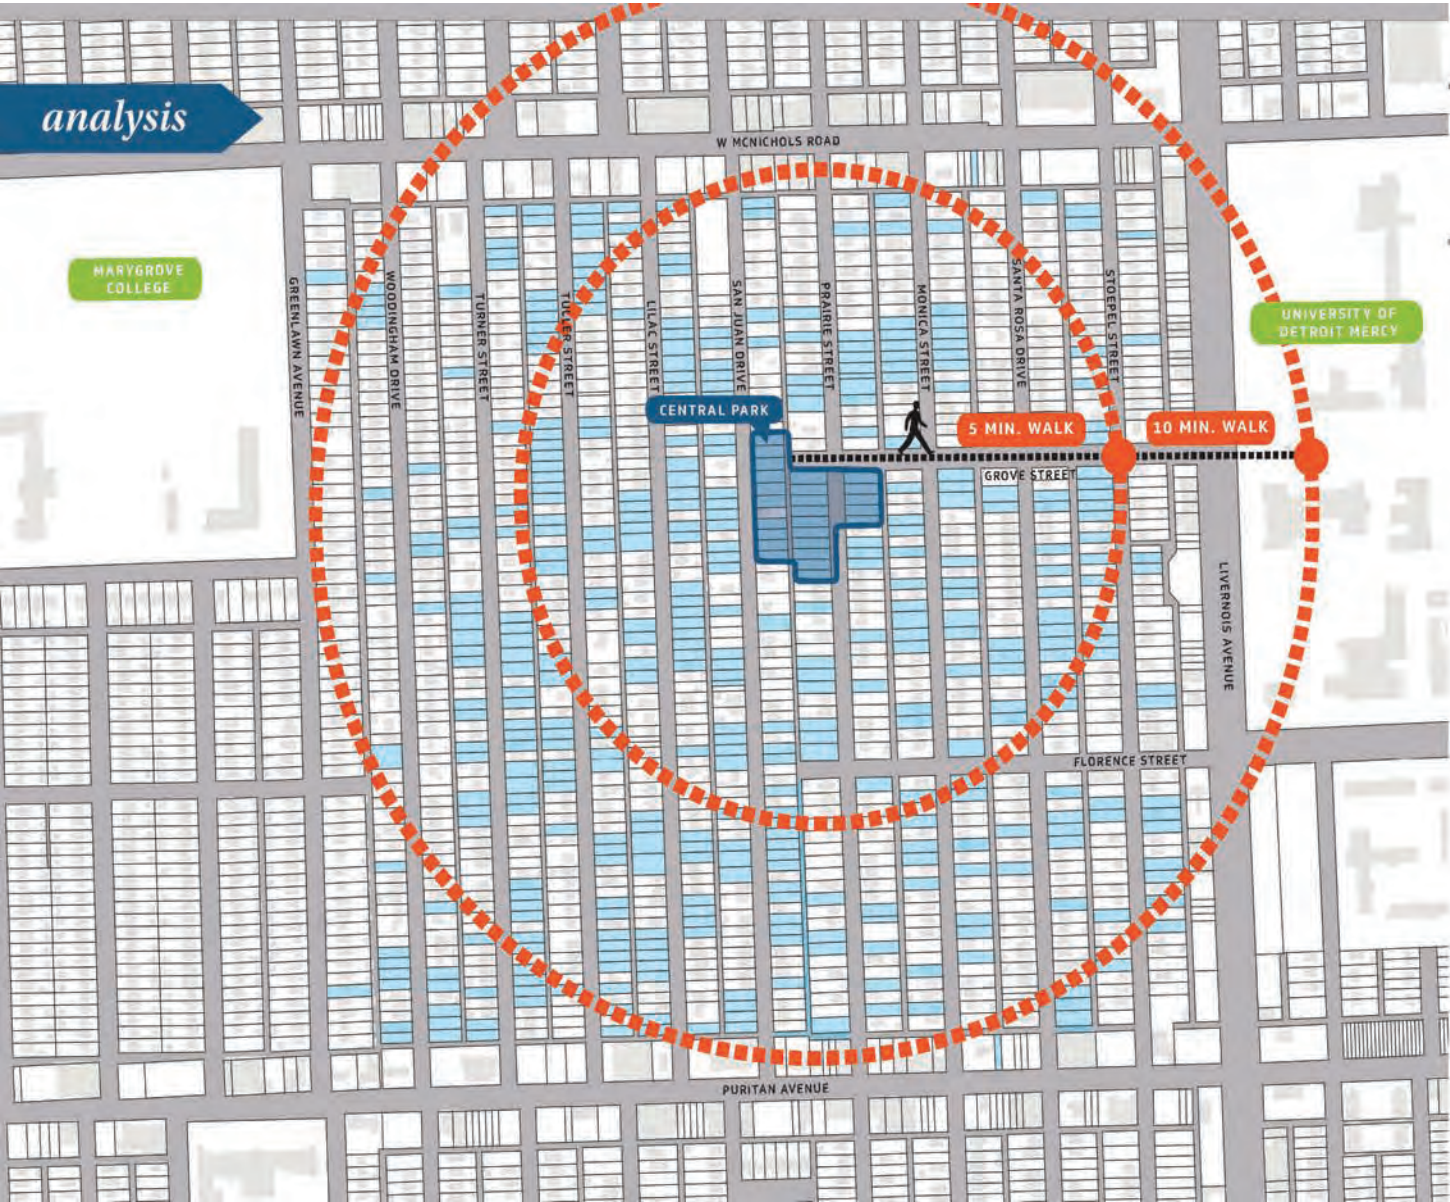 analysis
W MCNICHOLS ROAD
MARYGROVE
COLLEGE
GREENLAWN AVENUE
WOODINGHAM DRIVE
TURNER STREET
TULLER STREET
LILAC STREET
SAN JUAN DRIVE
PRAIRIE STREET
MONICA STREET
SANTA ROSA DRIVE
STOEPEL STREET
UNIVERSITY OF
DETROIT MERCY
CENTRAL PARK
5 MIN. WALK
10 MIN. WALK
GROVE STREET
LIVERNOIS AVENUE
FLORENCE STREET
PURITAN AVENUE